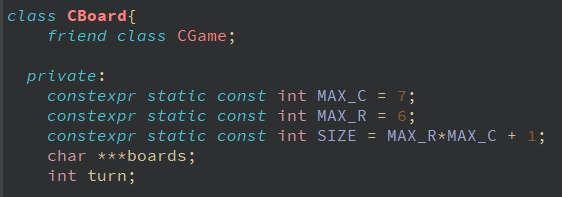 class CBoard{
friend class CGame;
private:
constexpr static const int MAX_C = 7;
constexpr static const int MAX_R = 6;
constexpr static const int SIZE = MAX_R*MAX_C + 1;
char ***boards;
int turn;